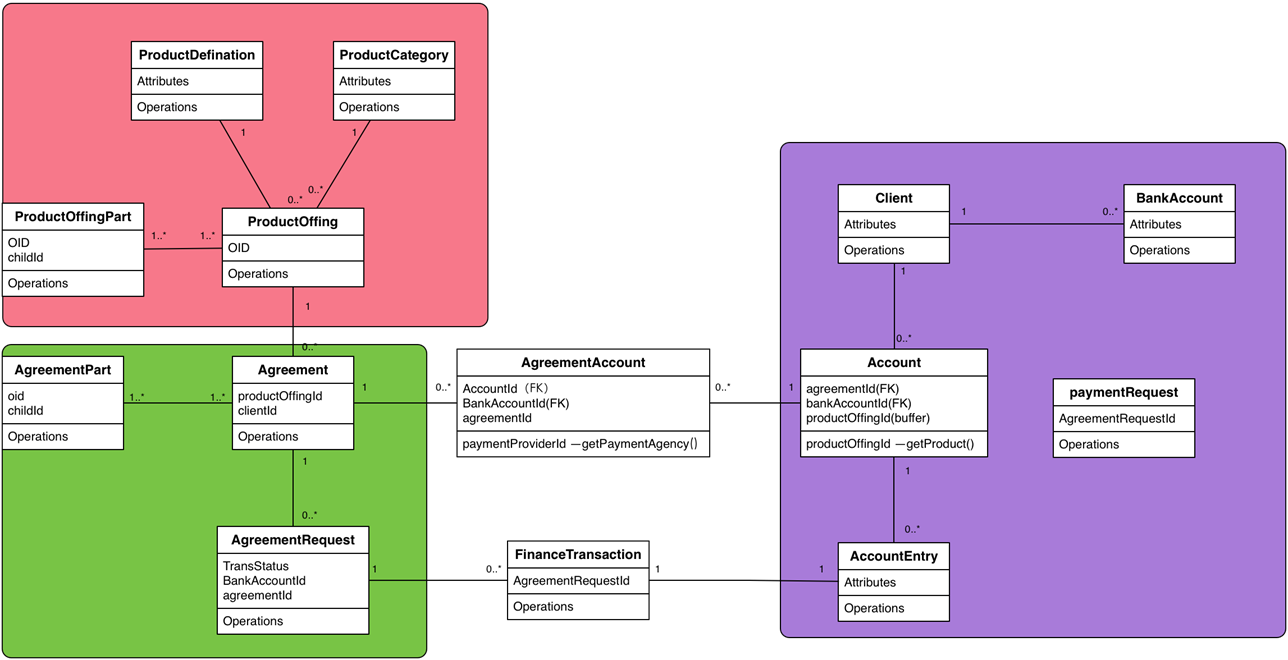 ProductDefination
Attributes
Operations
ProductCategory
Attributes
Operations
1
1
0..*
0..*
ProductOffingPart
OID
childId
Operations
1..*
1..*
ProductOffing
OID
Operations
1
0..*
AgreementPart
oid
childId
Operations
1..*
1..*
Agreement
productOffingId
clientId
Operations
1
0..*
AgreementAccount
AccountId（FK）
BankAccountId(FK)
agreementId
paymentProviderId —getPaymentAgency()
0..*
1
Client
Attributes
Operations
1
0..*
BankAccount
Attributes
Operations
1
0..*
Account
agreementId(FK)
bankAccountId(FK)
productOffingId(buffer)
productOffingId —getProduct()
paymentRequest
AgreementRequestId
Operations
1
0..*
1
0..*
AgreementRequest
TransStatus
BankAccountId
agreementId
Operations
1
0..*
FinanceTransaction
AgreementRequestId
Operations
1
1
AccountEntry
Attributes
Operations